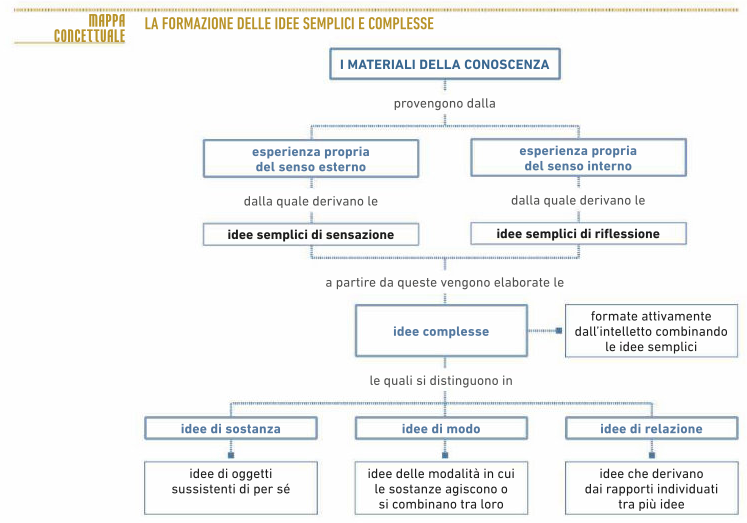 MAPPA
CONCETTUALE
LA FORMAZIONE DELLE IDEE SEMPLICI E COMPLESSE
I MATERIALI DELLA CONOSCENZA
provengono dalla
esperienza propria
del senso esterno
esperienza propria
del senso interno
dalla quale derivano le
dalla quale derivano le
idee semplici di sensazione
idee semplici di riflessione
a partire da queste vengono elaborate le
idee complesse
formate attivamente
dall'intelletto combinando
le idee semplici
le quali si distinguono in
idee di sostanza
idee di modo
idee di relazione
idee di oggetti
sussistenti di per sé
idee delle modalità in cui
le sostanze agiscono o
si combinano tra loro
idee che derivano
dai rapporti individuati
tra più idee